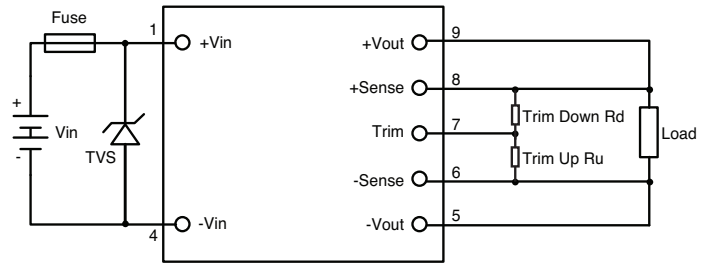 Fuse
1
+Vin
+Vout
9
+Sense
8
Trim Down Rd
+
Vin
-
TVS
Trim
7
Load
Trim Up Ru
-Sense
6
-Vin
4
-Vout
5